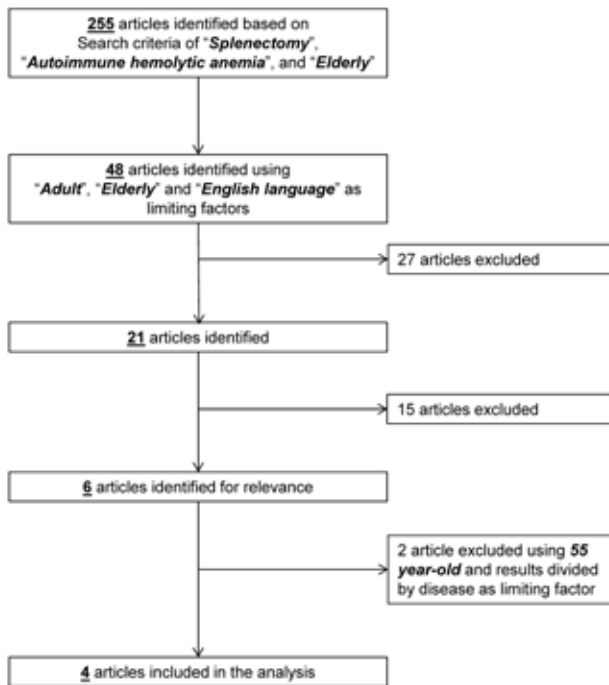 255 articles identified based on
Search criteria of “Splenectomy”,
“Autoimmune hemolytic anemia”, and “Elderly”
48 articles identified using
“Adult”, “Elderly” and “English language” as
limiting factors
27 articles excluded
21 articles identified
15 articles excluded
6 articles identified for relevance
2 article excluded using 55
year-old and results divided
by disease as limiting factor
4 articles included in the analysis